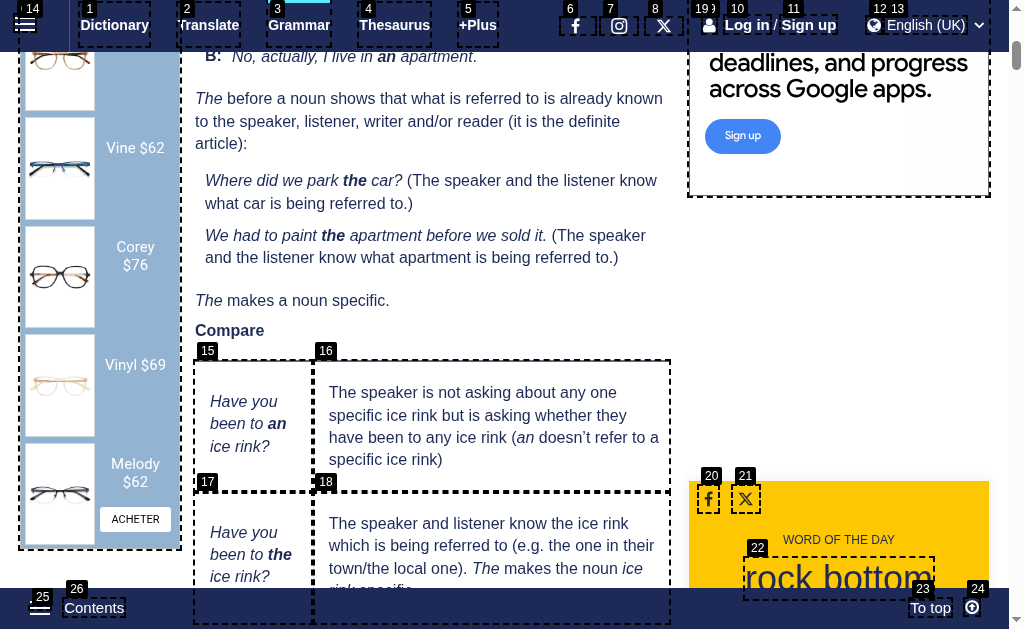 Dictionary
Translate
Grammar
Thesaurus
+Plus
Log in / Sign up
English (UK)
14
1
2
3
4
5
6
7
8
19
10
11
12
13
B: No, actually, I live in an apartment.
The before a noun shows that what is referred to is already known
to the speaker, listener, writer and/or reader (it is the definite
article):
Where did we park the car? (The speaker and the listener know
what car is being referred to.)
We had to paint the apartment before we sold it. (The speaker
and the listener know what apartment is being referred to.)
The makes a noun specific.
Compare
15
16
Have you
been to an
ice rink?
The speaker is not asking about any one
specific ice rink but is asking whether they
have been to any ice rink (an doesn’t refer to a
specific ice rink)
17
18
Have you
been to the
ice rink?
The speaker and listener know the ice rink
which is being referred to (e.g. the one in their
town/the local one). The makes the noun ice
rink specific.
Vine $62
Corey
$76
Vinyl $69
Melody
$62
ACHETER
deadlines, and progress
across Google apps.
Sign up
20
21
WORD OF THE DAY
22
rock bottom
25
26
Contents
23
24
To top